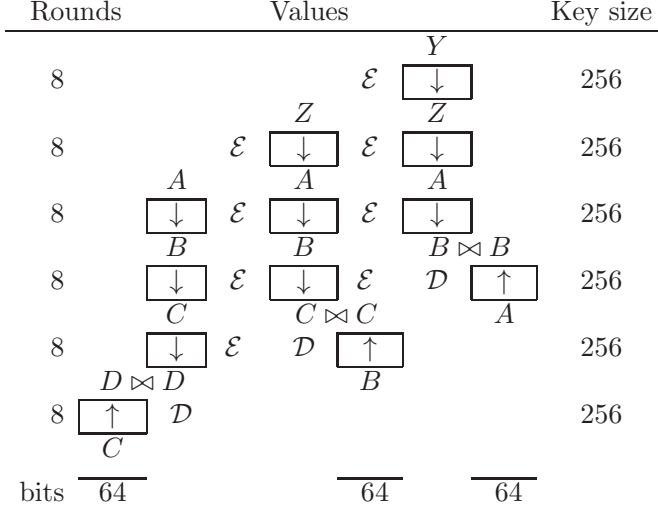 Rounds Values Key size
Y
8 ℰ ↓ 256
Z Z
8 ℰ ↓ ℰ ↓ 256
A A A
8 ↓ ℰ ↓ ℰ ↓ 256
B B B ⋈ B
8 ↓ ℰ ↓ ℰ 𝒟 ↑ 256
C C ⋈ C A
8 ↓ ℰ 𝒟 ↑ 256
D ⋈ D B
8 ↑ 𝒟 256
C
bits 64 64 64